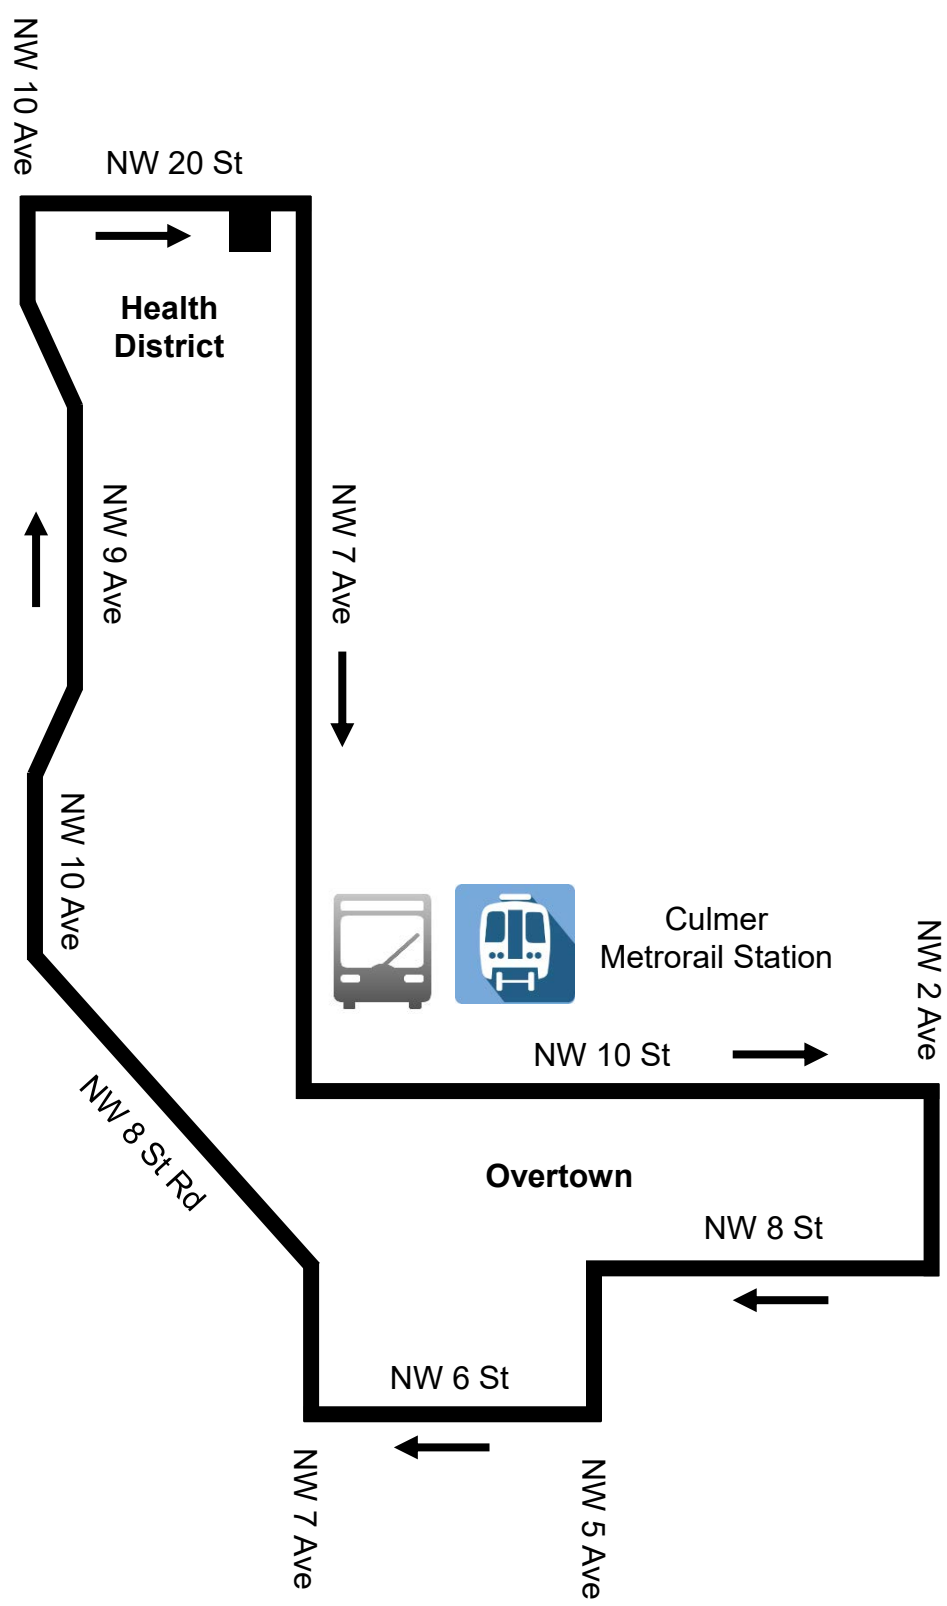 NW 10 Ave
NW 20 St
Health
District
NW 9 Ave
NW 7 Ave
NW 10 Ave
Culmer
Metrorail Station
NW 2 Ave
NW 10 St
NW 8 St Rd
Overtown
NW 8 St
NW 6 St
NW 7 Ave
NW 5 Ave